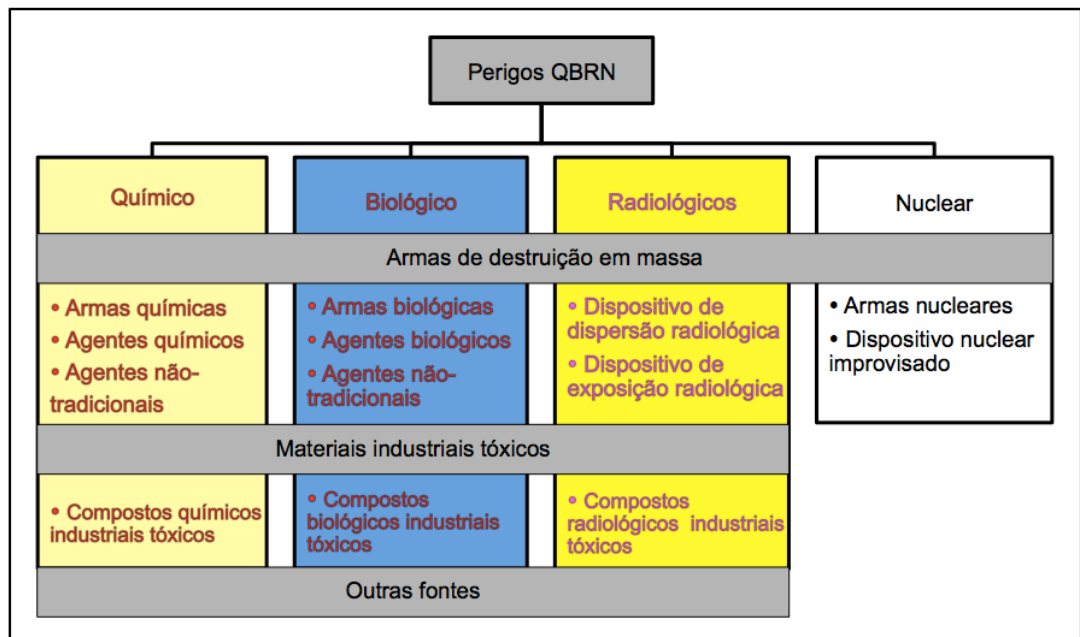 Perigos QBRN
Químico
Biológico
Radiológicos
Nuclear
Armas de destruição em massa
• Armas químicas
• Agentes químicos
• Agentes não-
tradicionais
• Armas biológicas
• Agentes biológicos
• Agentes não-
tradicionais
• Dispositivo de
dispersão radiológica
• Dispositivo de
exposição radiológica
• Armas nucleares
• Dispositivo nuclear
improvisado
Materiais industriais tóxicos
• Compostos químicos
industriais tóxicos
• Compostos
biológicos industriais
tóxicos
• Compostos
radiológicos industriais
tóxicos
Outras fontes